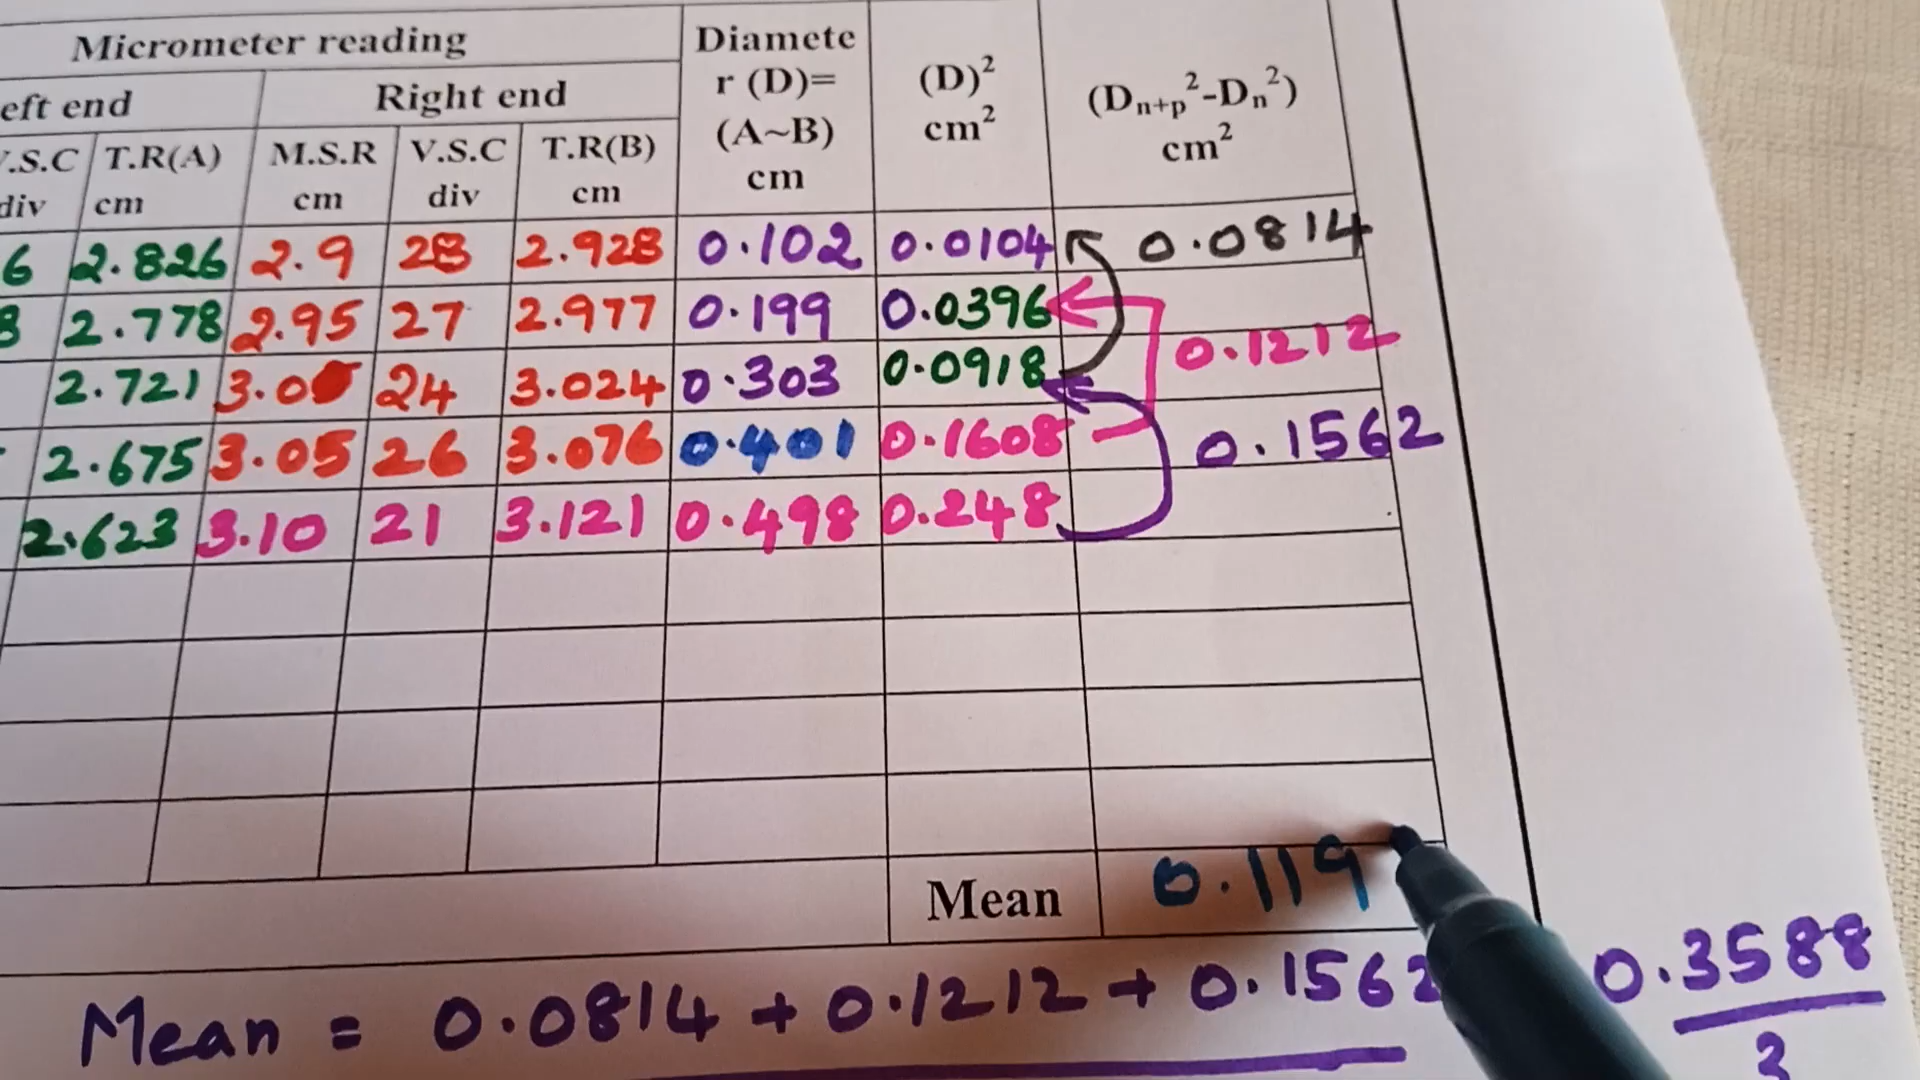 Micrometer reading
Diamete
r (D)=
(A~B)
cm
(D)²
cm²
(Dn+p²-Dn²)
cm²
eft end
Right end
V.S.C
div
T.R(A)
cm
M.S.R
cm
V.S.C
div
T.R(B)
cm
6 2.826 2.9 28 2.928 0.102 0.0104 0.0814
8 2.778 2.95 27 2.977 0.199 0.0396
0.1212
2.721 3.0 24 3.024 0.303 0.0918
2.675 3.05 26 3.076 0.401 0.1608 0.1562
2.623 3.10 21 3.121 0.498 0.248
Mean 0.119
Mean = 0.0814 + 0.1212 + 0.1562
0.3588
3